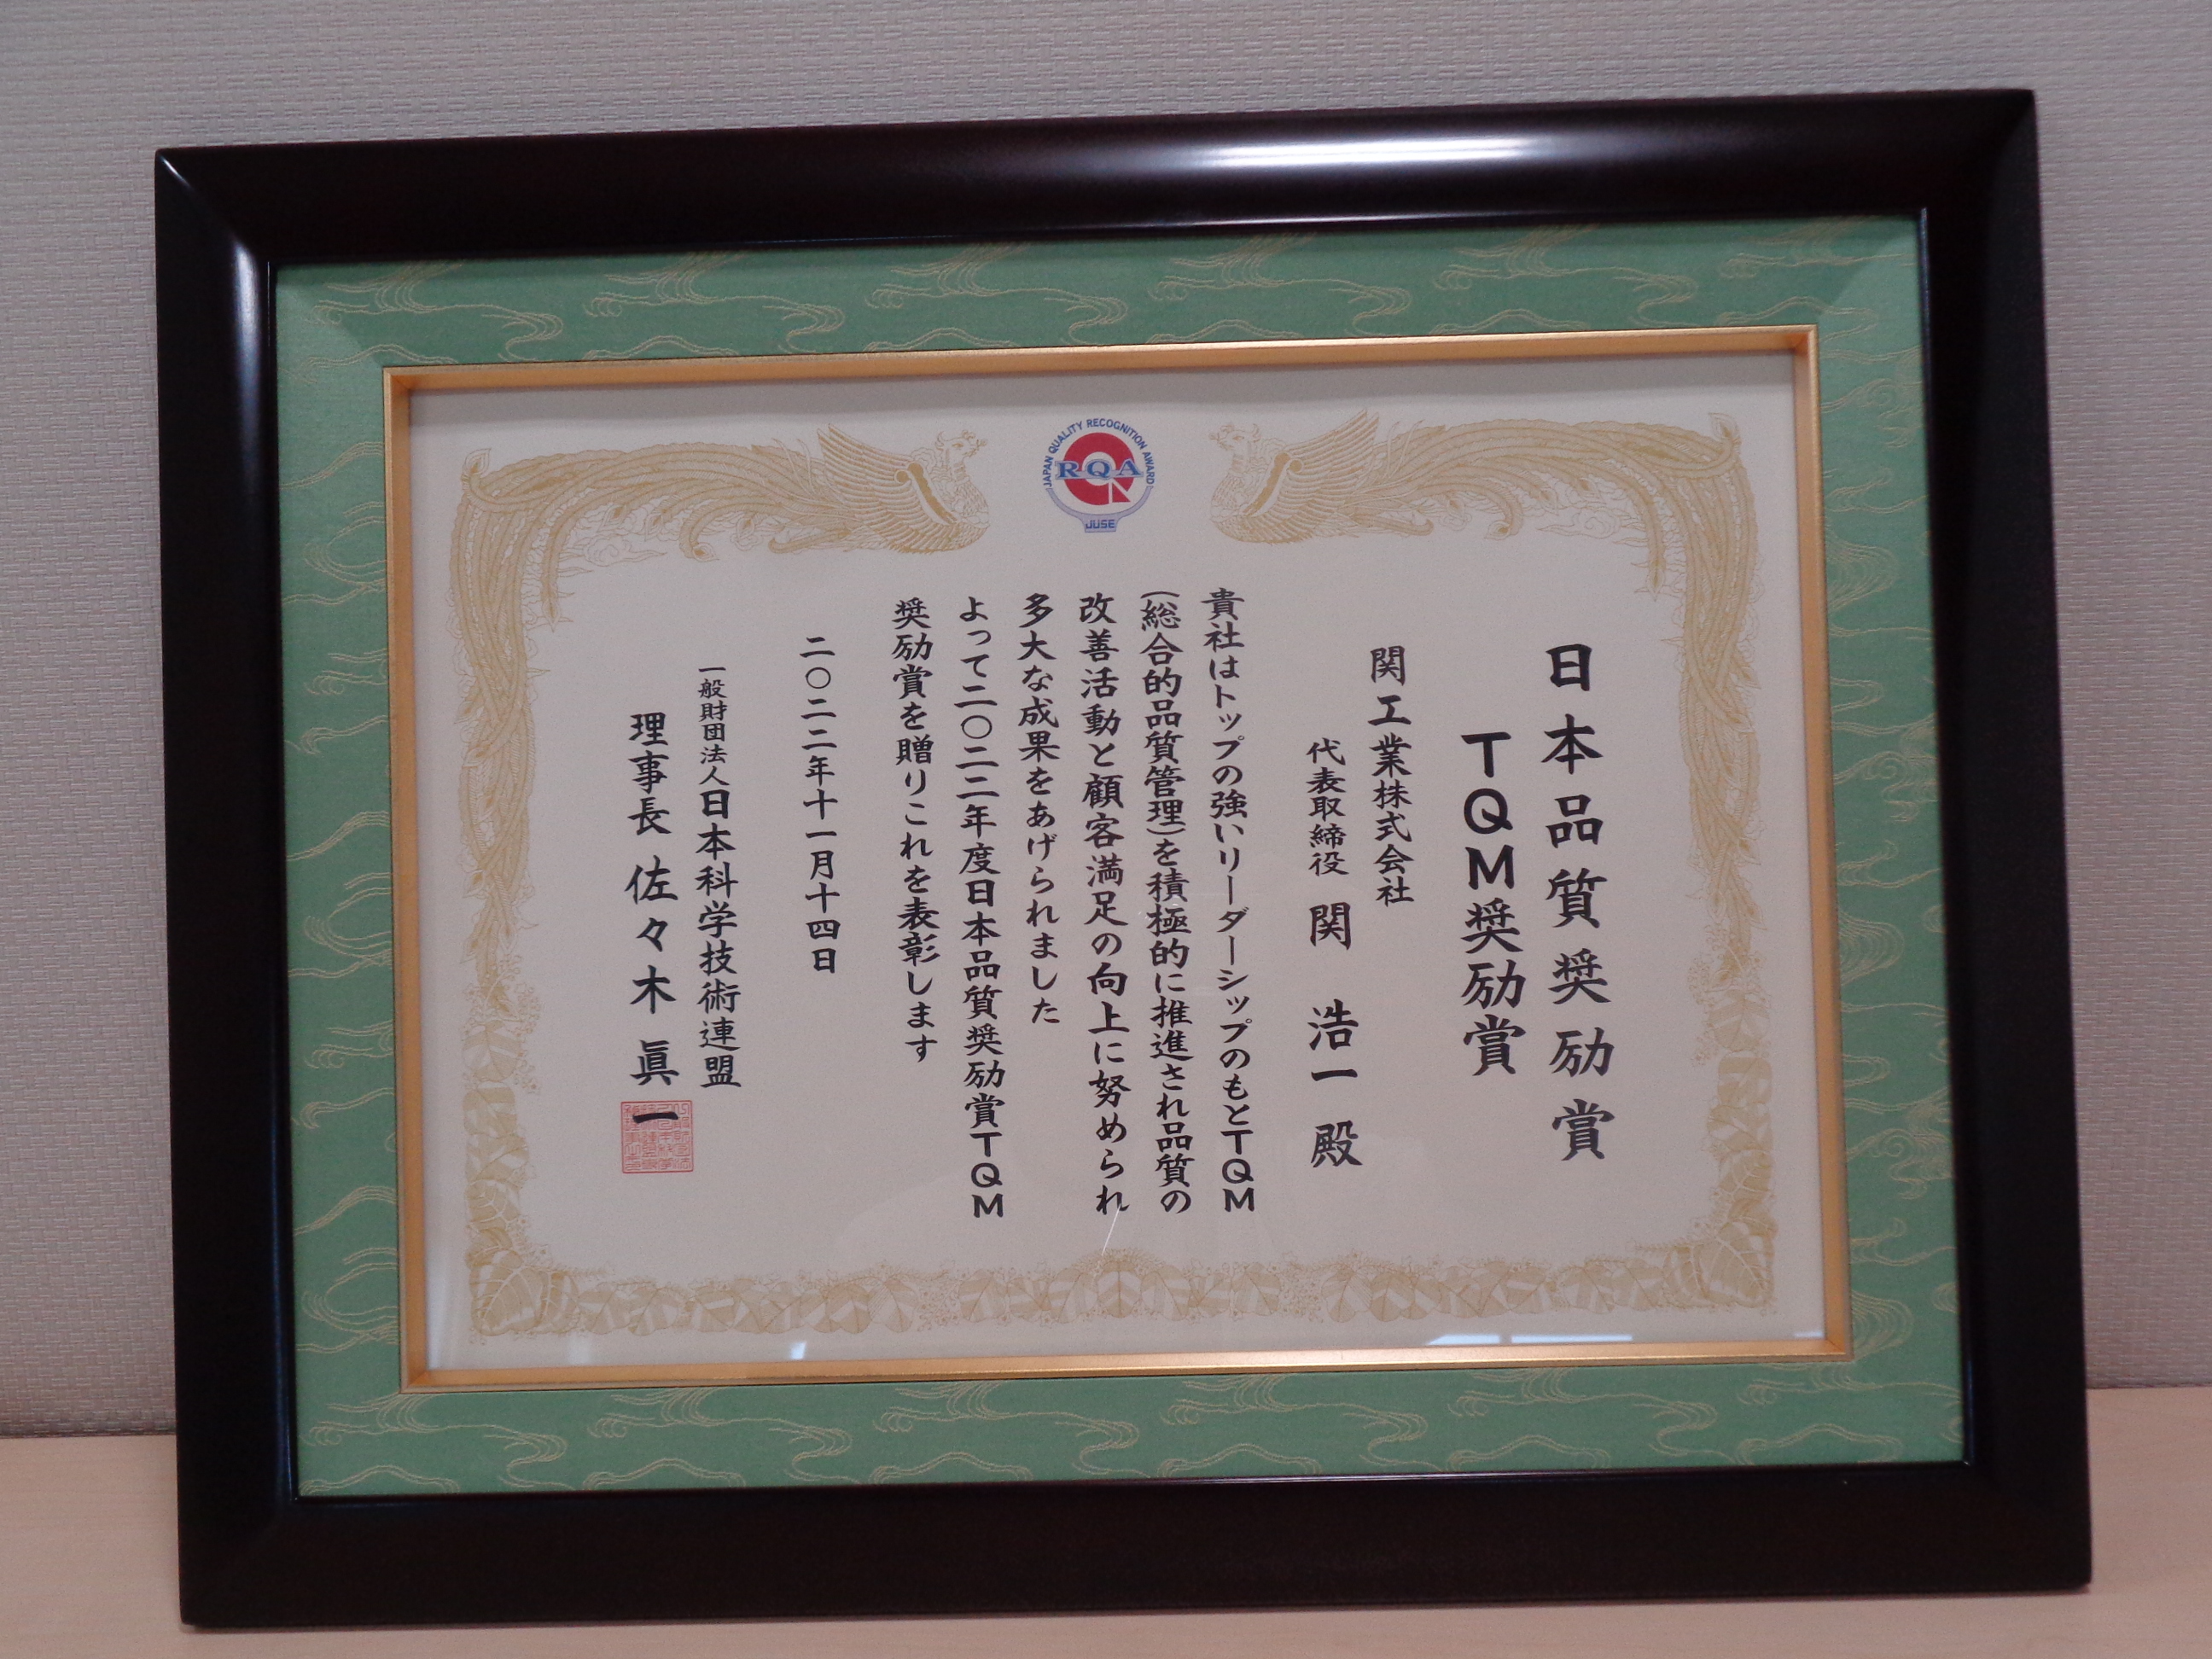 JAPAN QUALITY RECOGNITION AWARD
RQA
JUSE
日本品質奨励賞
TQM奨励賞
関工業株式会社
代表取締役 関 浩一 殿
貴社はトップの強いリーダーシップのもとTQM
(総合的品質管理)を積極的に推進され品質の
改善活動と顧客満足の向上に努められ
多大な成果をあげられました
よって二〇二二年度日本品質奨励賞TQM
奨励賞を贈りこれを表彰します
二〇二二年十一月十四日
一般財団法人日本科学技術連盟
理事長 佐々木 眞一